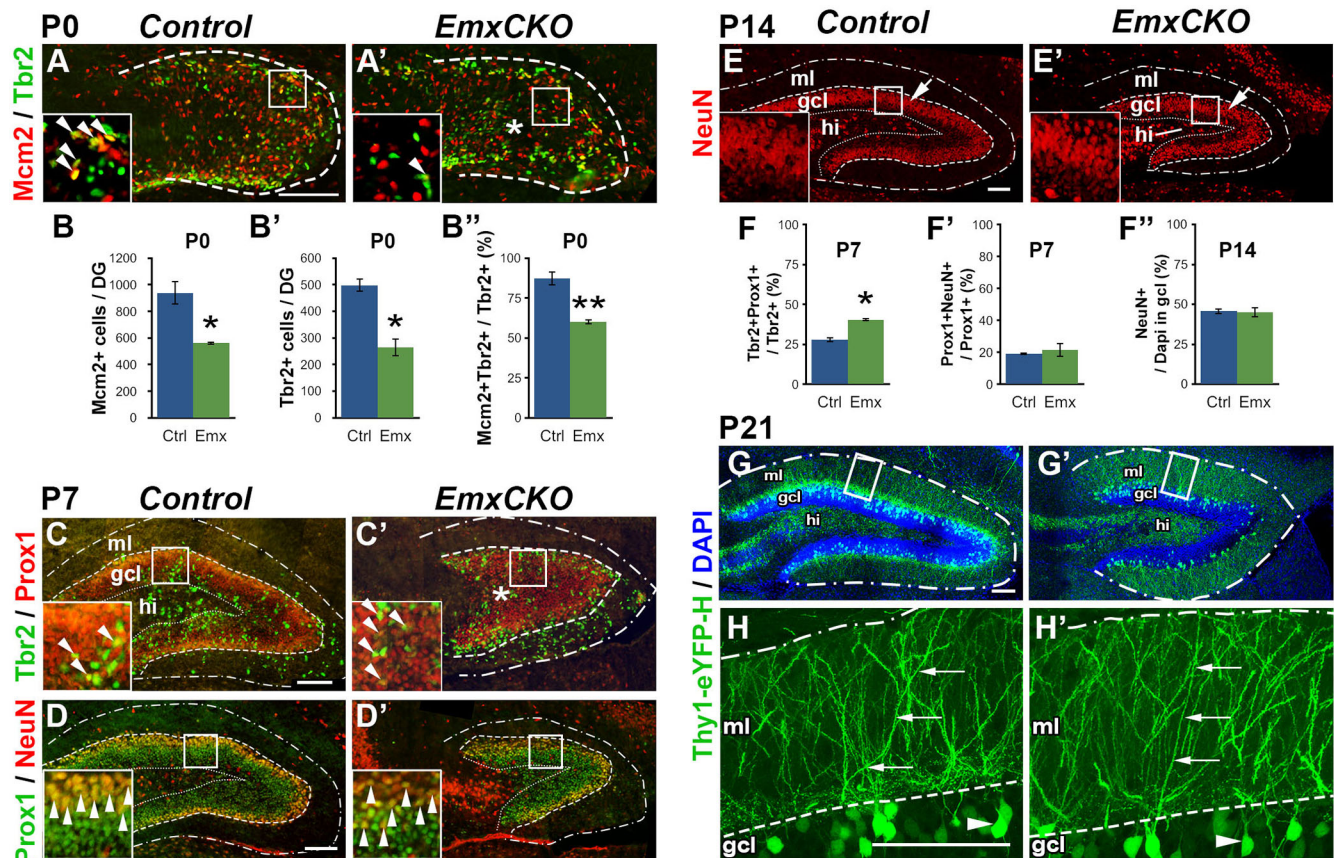 P0 Control EmxCKO
Mcm2 / Tbr2
A
A'
*
B
P0
Mcm2+ cells / DG
1200
1000
800
600
400
200
0
*
Ctrl Emx
B'
P0
Tbr2+ cells / DG
600
500
400
300
200
100
0
*
Ctrl Emx
B''
P0
Mcm2+Tbr2+ / Tbr2+ (%)
100
75
50
25
0
**
Ctrl Emx
P7 Control EmxCKO
Tbr2 / Prox1
C
ml
gcl
hi
C'
*
Prox1 / NeuN
D
D'
P14 Control EmxCKO
NeuN
E
ml
gcl
hi
E'
ml
gcl
hi
F
P7
Tbr2+Prox1+
/ Tbr2+ (%)
100
75
50
25
0
*
Ctrl Emx
F'
P7
Prox1+NeuN+
/ Prox1+ (%)
100
80
60
40
20
0
Ctrl Emx
F''
P14
NeuN+
/ Dapi in gcl (%)
100
75
50
25
0
Ctrl Emx
P21
Thy1-eYFP-H / DAPI
G
ml
gcl
hi
G'
ml
gcl
hi
H
ml
gcl
H'
ml
gcl